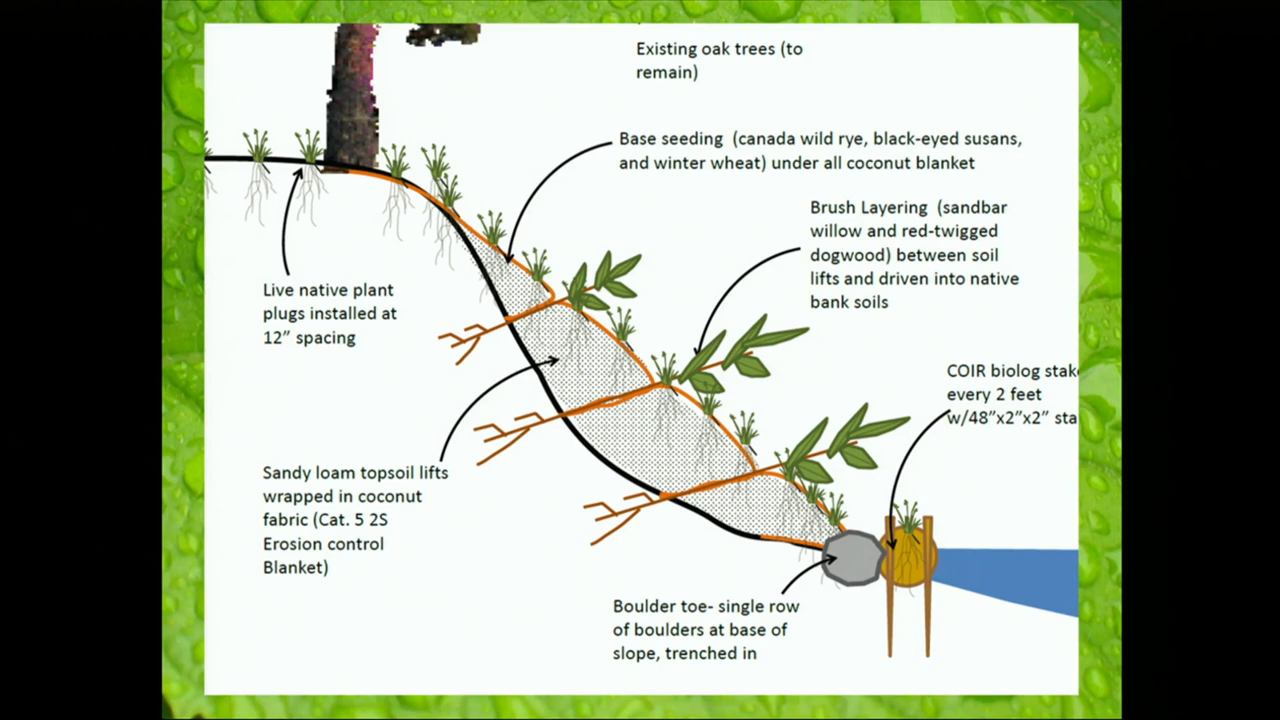 Existing oak trees (to
remain)
Base seeding (canada wild rye, black-eyed susans,
and winter wheat) under all coconut blanket
Brush Layering (sandbar
willow and red-twigged
dogwood) between soil
lifts and driven into native
bank soils
Live native plant
plugs installed at
12” spacing
COIR biolog
every 2 feet
w/48”x2”x2”
Sandy loam topsoil lifts
wrapped in coconut
fabric (Cat. 5 2S
Erosion control
Blanket)
Boulder toe- single row
of boulders at base of
slope, trenched in